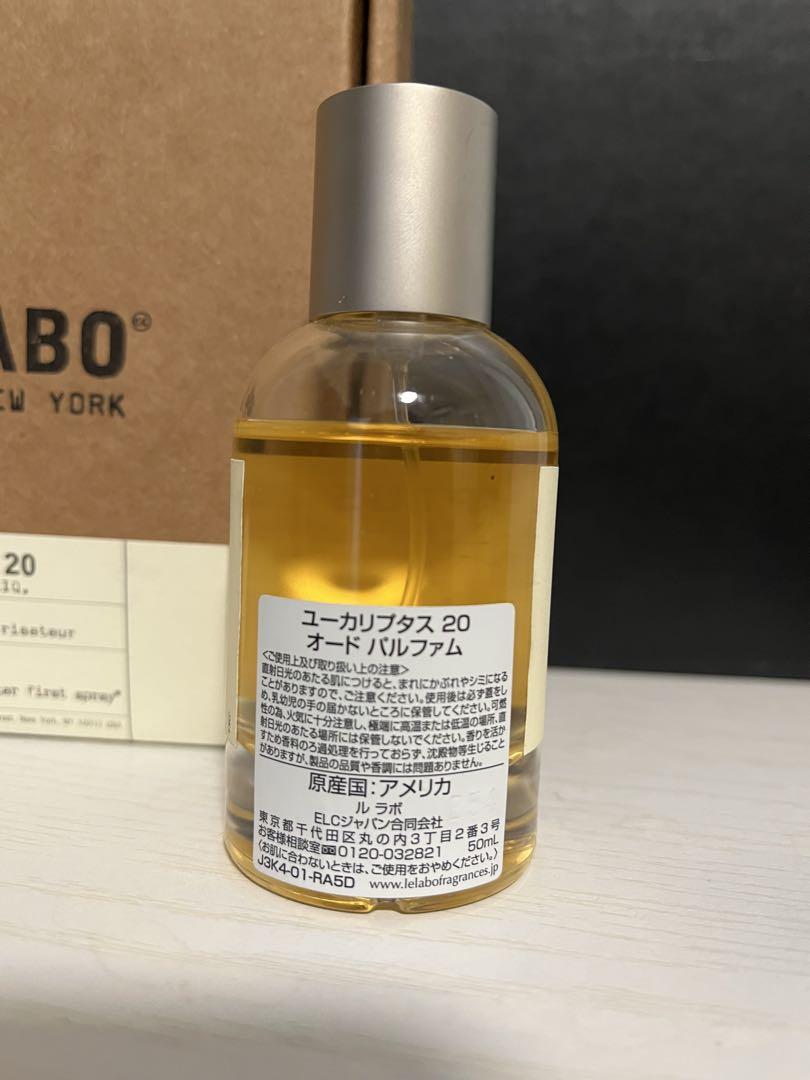 ABO
EW YORK
20
risateur
er first spray"
ユーカリプタス 20
オード パルファム
<ご使用上及び取り扱い上の注意>
直射日光のあたる肌につけると、まれにかぶれやシミになる
ことがありますので、ご注意ください。使用後は必ず蓋をし
め、乳幼児の手の届かないところに保管してください。可燃
性の為、火気に十分注意し、極端に高温または低温の場所、直
射日光のあたる場所には保管しないでください。香りを活か
すため香料のろ過処理を行っておらず、沈殿物等生じること
がありますが、製品の品質や香調には問題ありません。
原産国：アメリカ
ル ラボ
ELCジャパン合同会社
東京都千代田区丸の内3丁目2番3号
お客様相談室 0120-032821 50mL
〈お肌に合わないときは、ご使用をおやめください。〉
J3K4-01-RA5D www.lelabofragrances.jp